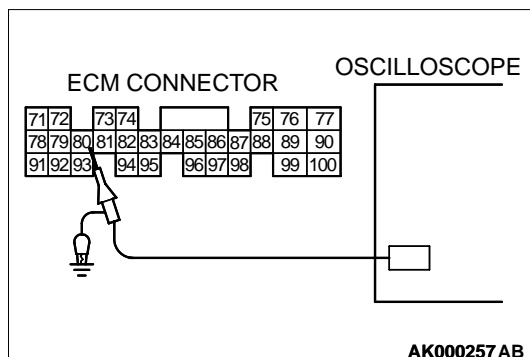 OSCILLOSCOPE
ECM CONNECTOR
71 72 73 74 75 76 77
78 79 80 81 82 83 84 85 86 87 88 89 90
91 92 93 94 95 96 97 98 99 100
AK000257AB